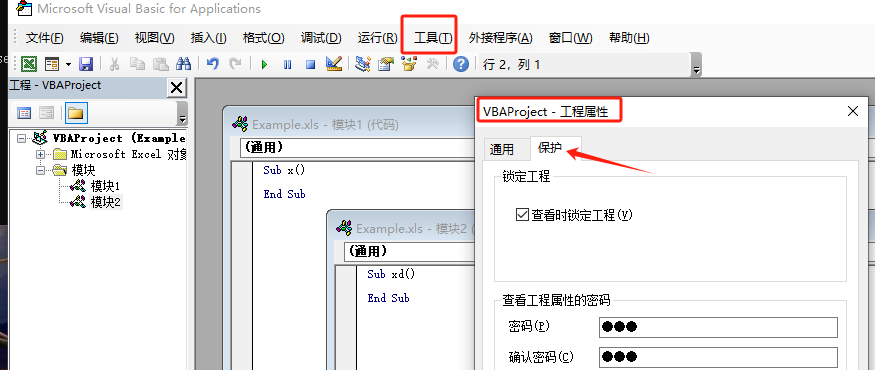 Microsoft Visual Basic for Applications
文件(F) 编辑(E) 视图(V) 插入(I) 格式(O) 调试(D) 运行(R) 工具(T) 外接程序(A) 窗口(W) 帮助(H)
行 2, 列 1
工程 - VBAProject
VBAProject (Example
Microsoft Excel 对象
模块
模块1
模块2
Example.xls - 模块1 (代码)
(通用)
Sub x()
End Sub
Example.xls - 模块2 (
(通用)
Sub xd()
End Sub
VBAProject - 工程属性
通用 保护
锁定工程
查看时锁定工程(V)
查看工程属性的密码
密码(P)
确认密码(C)